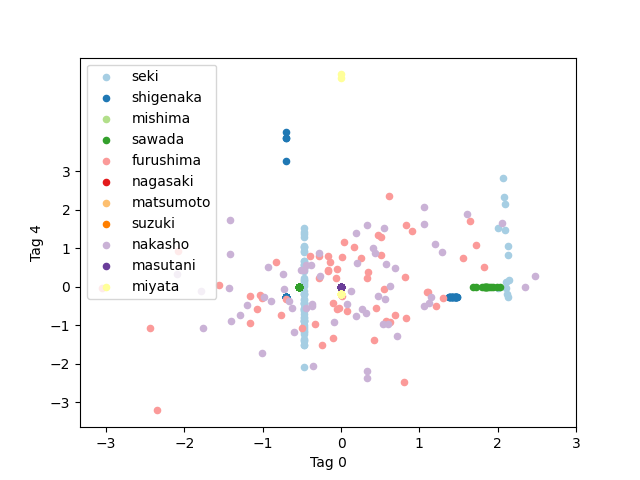 seki
shigenaka
mishima
sawada
furushima
nagasaki
matsumoto
suzuki
nakasho
masutani
miyata
Tag 4
3
2
1
0
−1
−2
−3
−3 −2 −1 0 1 2 3
Tag 0